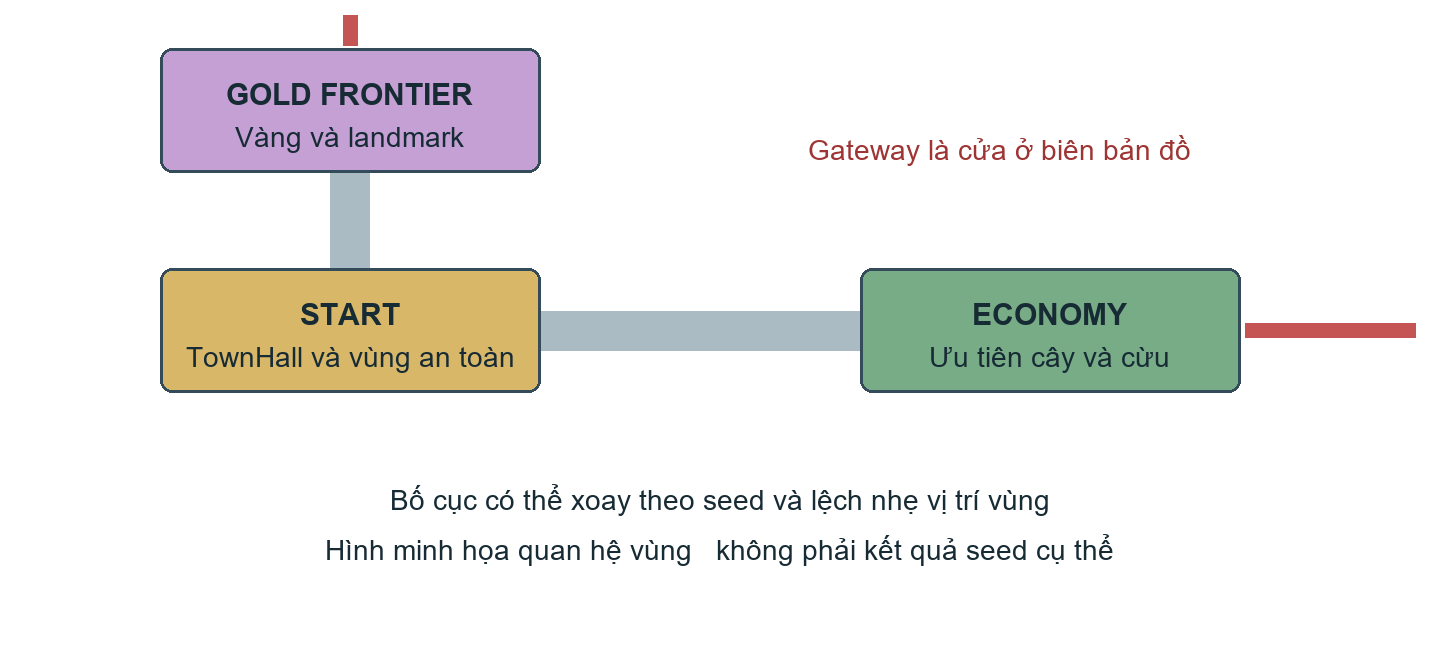 GOLD FRONTIER
Vàng và landmark
Gateway là cửa ở biên bản đồ
START
TownHall và vùng an toàn
ECONOMY
Ưu tiên cây và cừu
Bố cục có thể xoay theo seed và lệch nhẹ vị trí vùng
Hình minh họa quan hệ vùng   không phải kết quả seed cụ thể